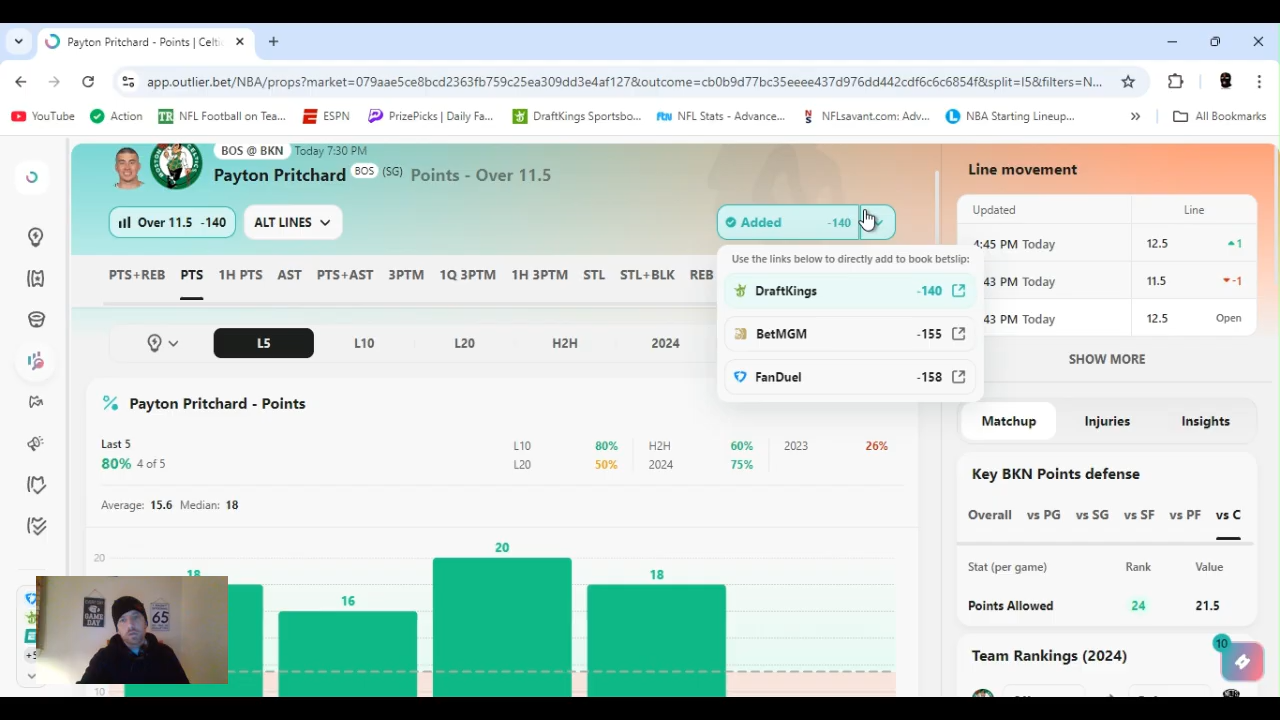 Payton Pritchard - Points | Celti
app.outlier.bet/NBA/props?market=079aae5ce8bcd2363fb759c25ea309dd3e4af127&outcome=cb0b9d77bc35eeee437d976dd442cdf6c6c6854f&split=l5&filters=N...
YouTube
Action
NFL Football on Tea...
ESPN
PrizePicks | Daily Fa...
DraftKings Sportsbo...
NFL Stats - Advance...
NFLsavant.com: Adv...
NBA Starting Lineup...
All Bookmarks
BOS @ BKN Today 7:30 PM
Payton Pritchard BOS (SG) Points - Over 11.5
Over 11.5 -140
ALT LINES
Added -140
Use the links below to directly add to book betslip:
DraftKings -140
BetMGM -155
FanDuel -158
PTS+REB PTS 1H PTS AST PTS+AST 3PTM 1Q 3PTM 1H 3PTM STL STL+BLK REB
L5 L10 L20 H2H 2024
Payton Pritchard - Points
Last 5
80% 4 of 5
L10 80% H2H 60% 2023 26%
L20 50% 2024 75%
Average: 15.6 Median: 18
20
10
18
16
20
18
Line movement
Updated Line
4:45 PM Today 12.5 1
43 PM Today 11.5 -1
43 PM Today 12.5 Open
SHOW MORE
Matchup Injuries Insights
Key BKN Points defense
Overall vs PG vs SG vs SF vs PF vs C
Stat (per game) Rank Value
Points Allowed 24 21.5
Team Rankings (2024)
10
GAME
DAY
65